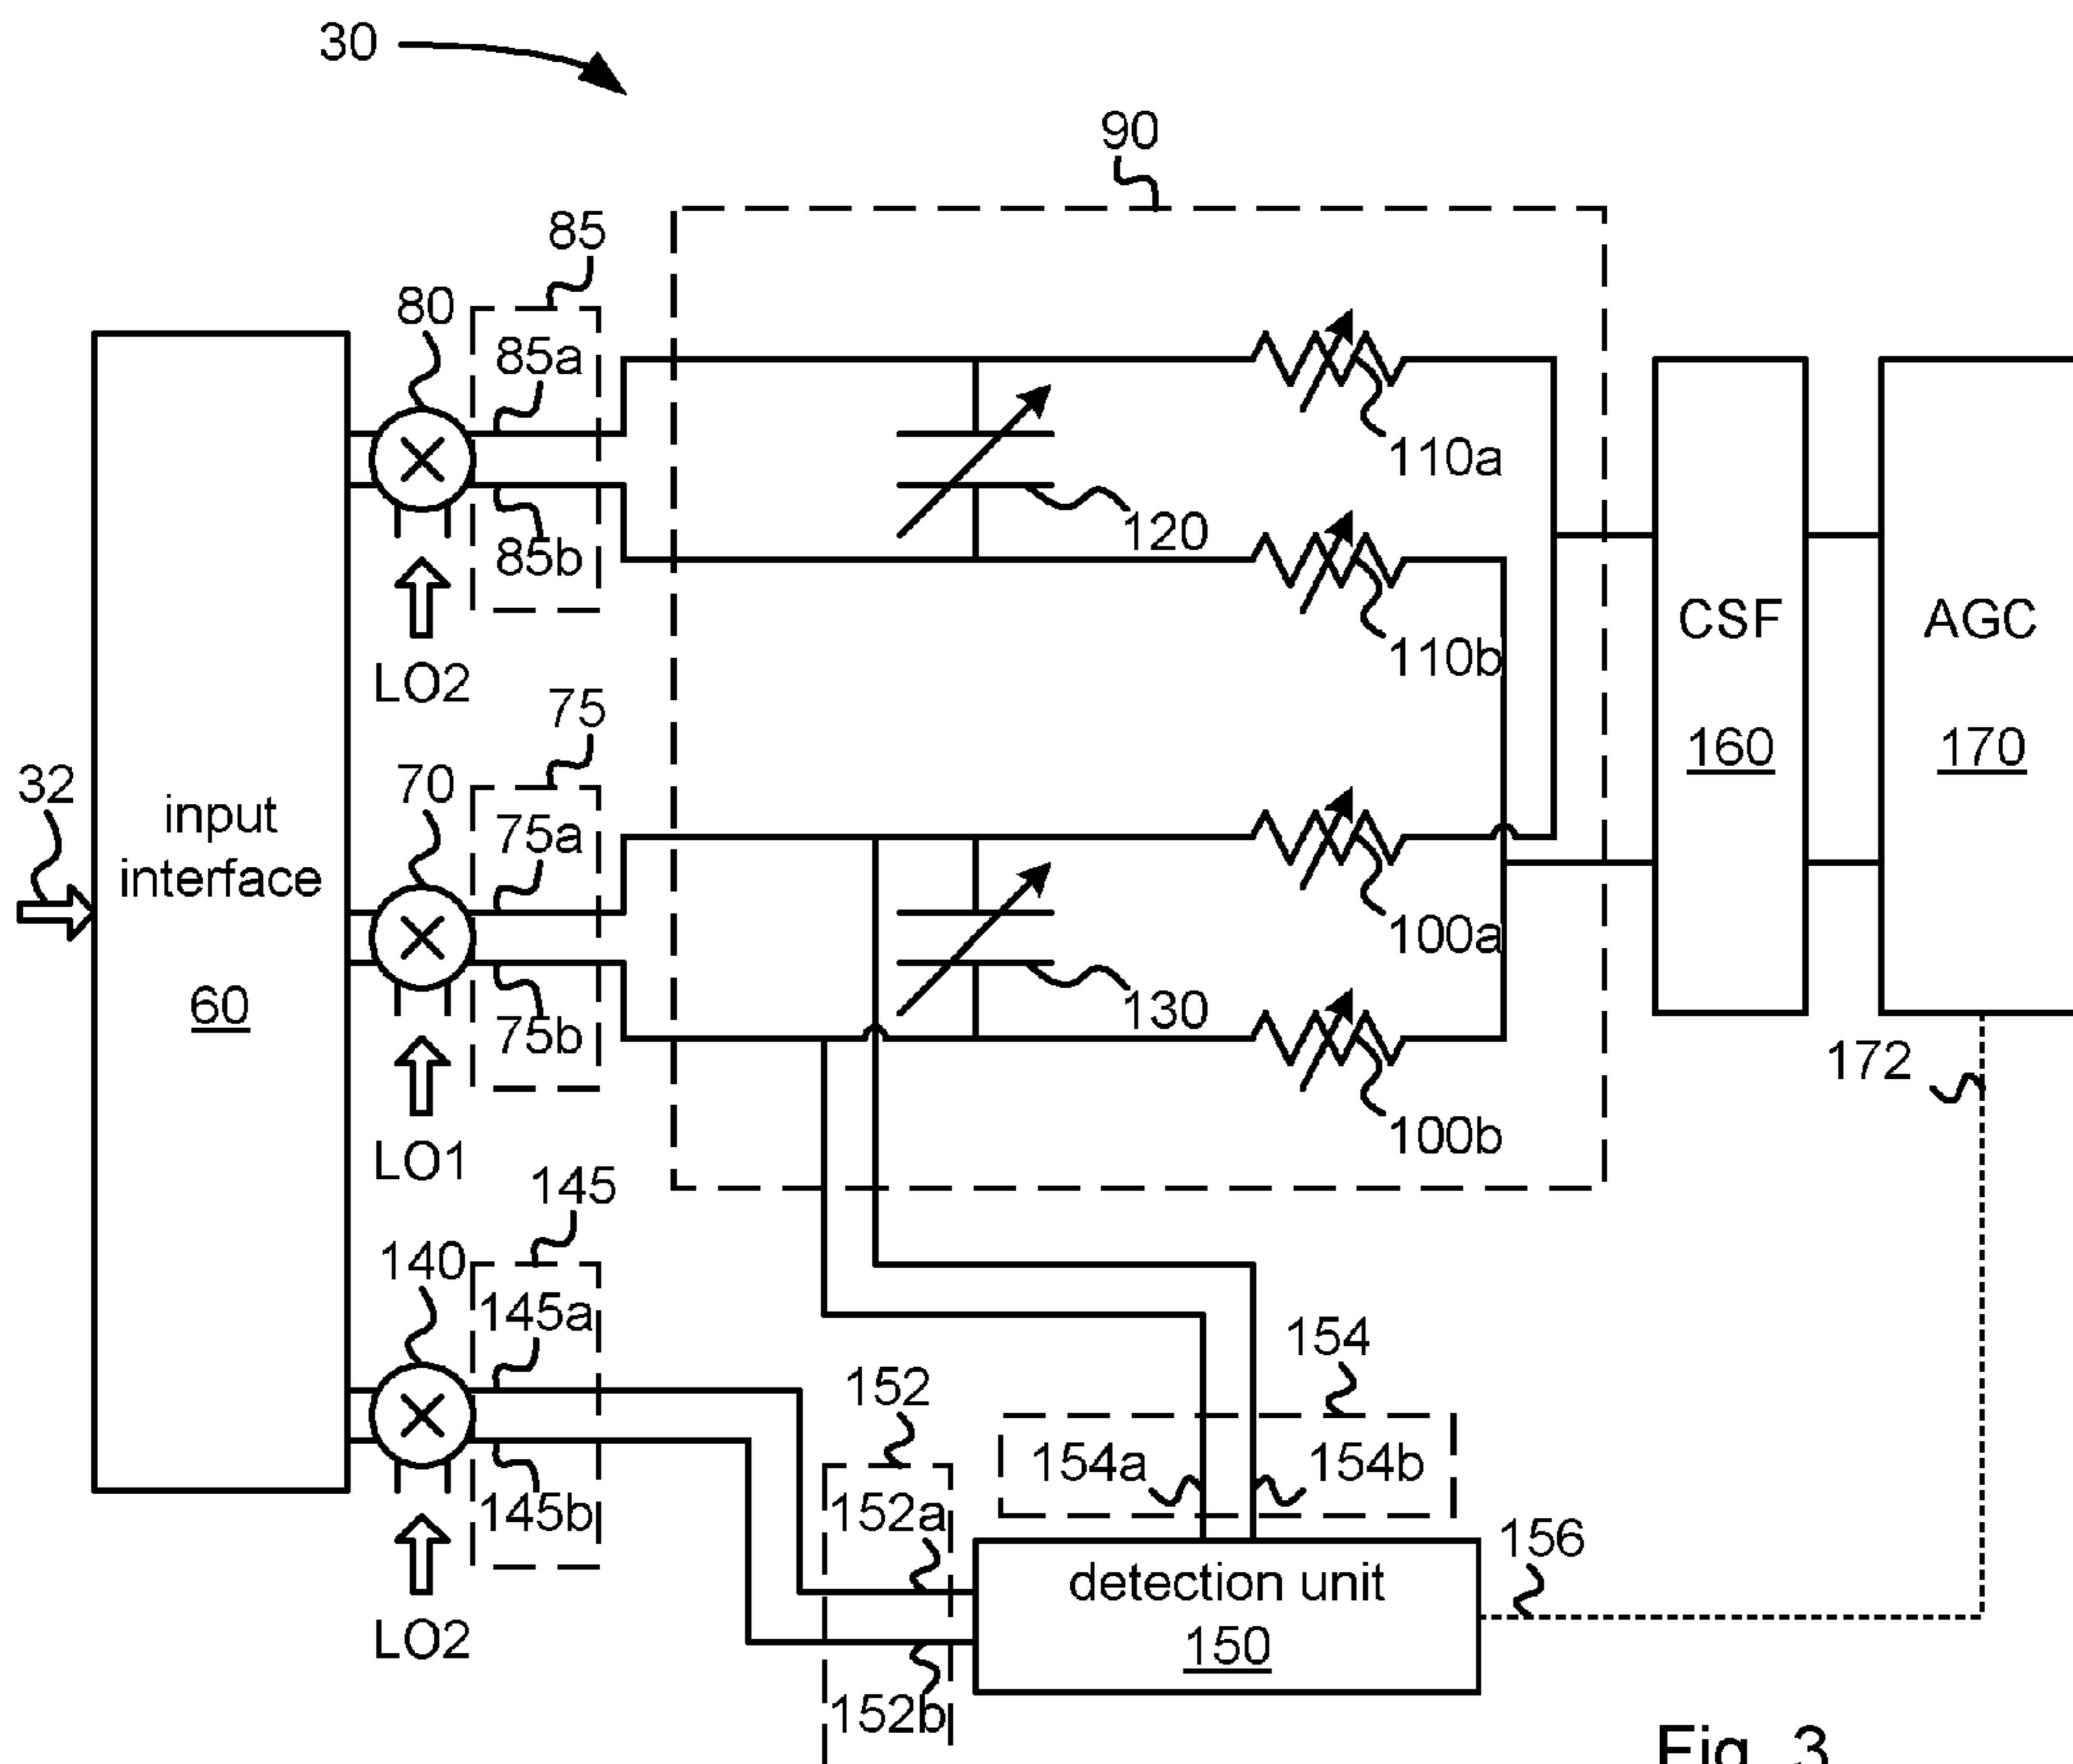 30
90
85
80
85a
110a
120
85b
110b
CSF
AGC
LO2
75
160
170
32
70
75a
input
interface
100a
60
130
75b
172
100b
LO1
145
140
145a
154
152
154a
154b
145b
152a
156
detection unit
150
LO2
152b
Fig. 3